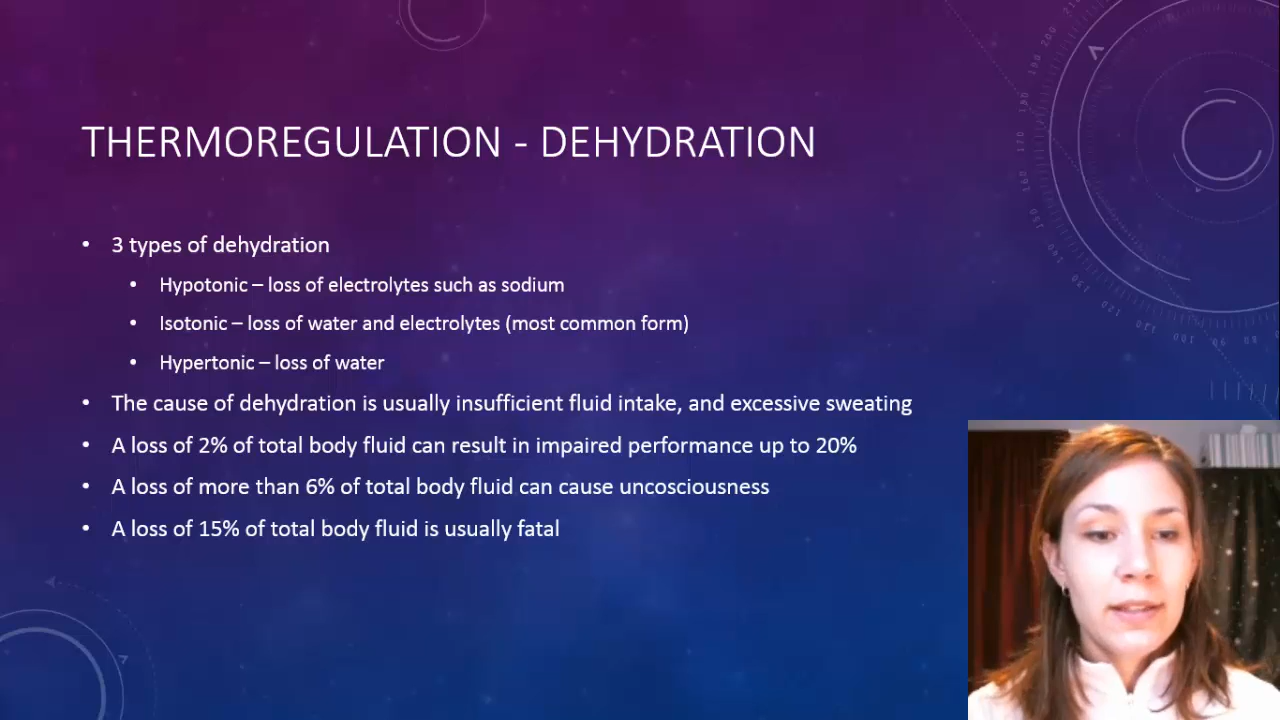 THERMOREGULATION - DEHYDRATION
• 3 types of dehydration
• Hypotonic – loss of electrolytes such as sodium
• Isotonic – loss of water and electrolytes (most common form)
• Hypertonic – loss of water
• The cause of dehydration is usually insufficient fluid intake, and excessive sweating
• A loss of 2% of total body fluid can result in impaired performance up to 20%
• A loss of more than 6% of total body fluid can cause uncosciousness
• A loss of 15% of total body fluid is usually fatal